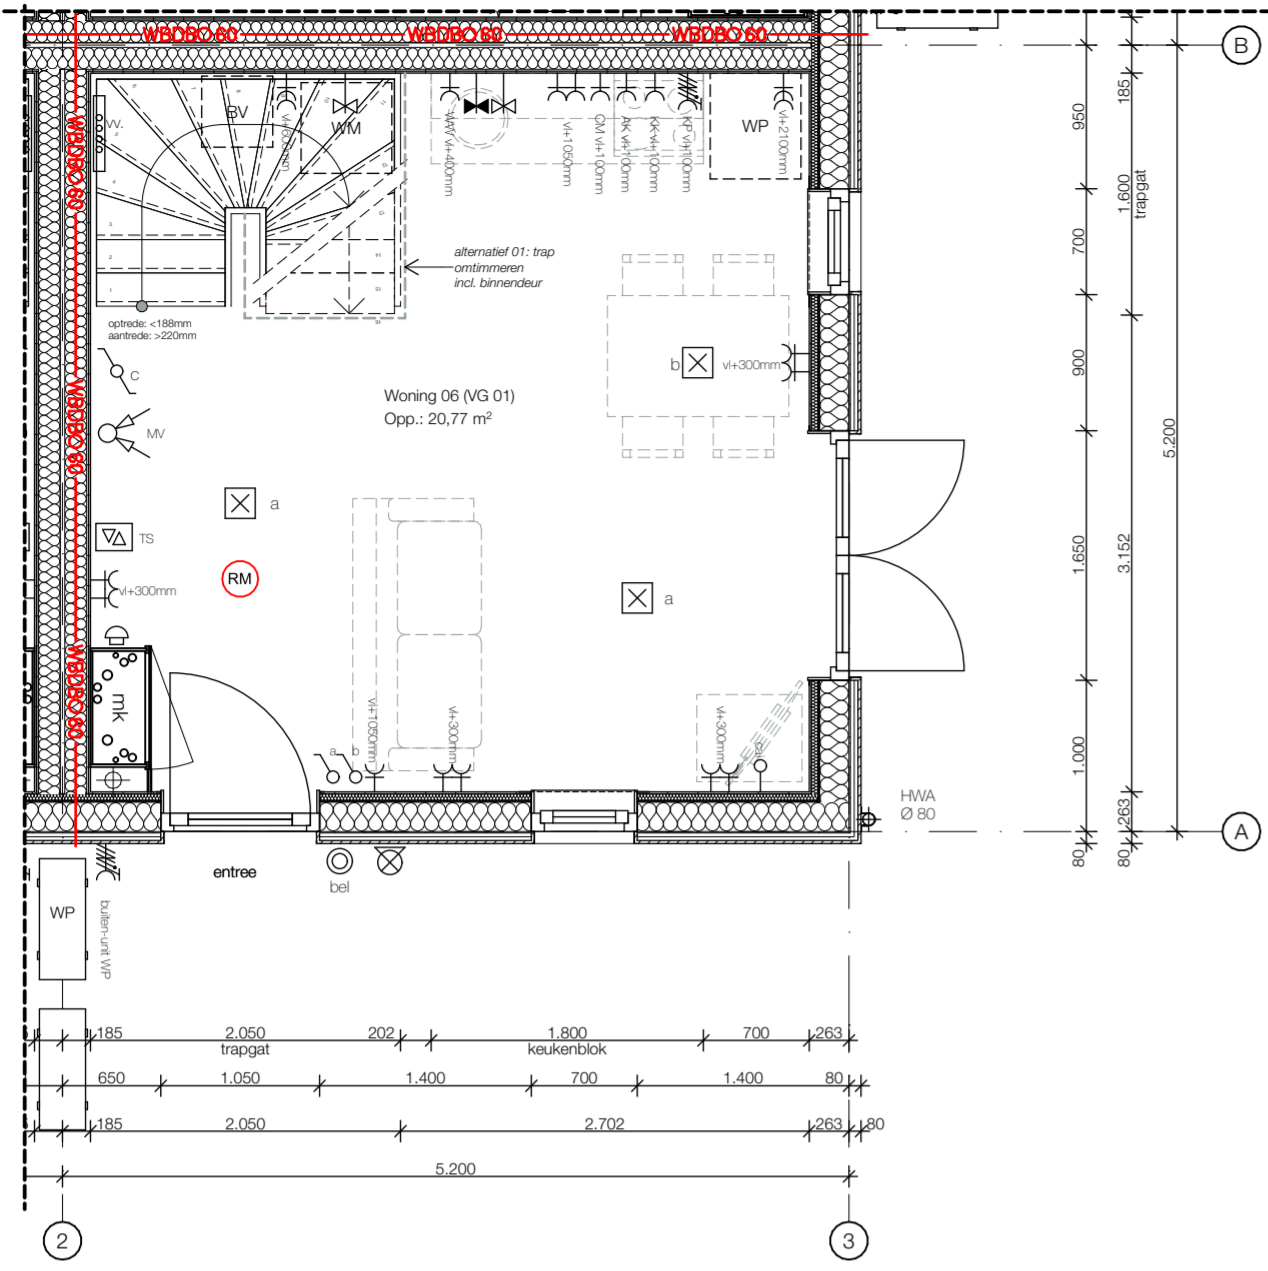 WBDBO 60 WBDBO 60 WBDBO 60
B
VV.
BV
vl+600mm
WM
WW vl+400mm
vl+1050mm
CM vl+100mm
AK vl+100mm
KK vl+100mm
KP vl+100mm
WP
vl+2100mm
WBDBO 60
alternatief 01: trap
omtimmeren
incl. binnendeur
optrede: <188mm
aantrede: >220mm
C
MV
WBDBO 60
Woning 06 (VG 01)
Opp.: 20,77 m²
b
vl+300mm
a
TS
RM
vl+300mm
a
WBDBO 60
mk
a
b
vl+1050mm
vl+300mm
vl+300mm
HWA
Ø 80
A
entree
bel
WP
buiten-unit WP
950
700
900
1.650
1.000
80
185
1.600
trapgat
3.152
263
80
5.200
185 2.050 202 1.800 700 263
trapgat keukenblok
650 1.050 1.400 700 1.400 80
185 2.050 2.702 263 80
5.200
2 3